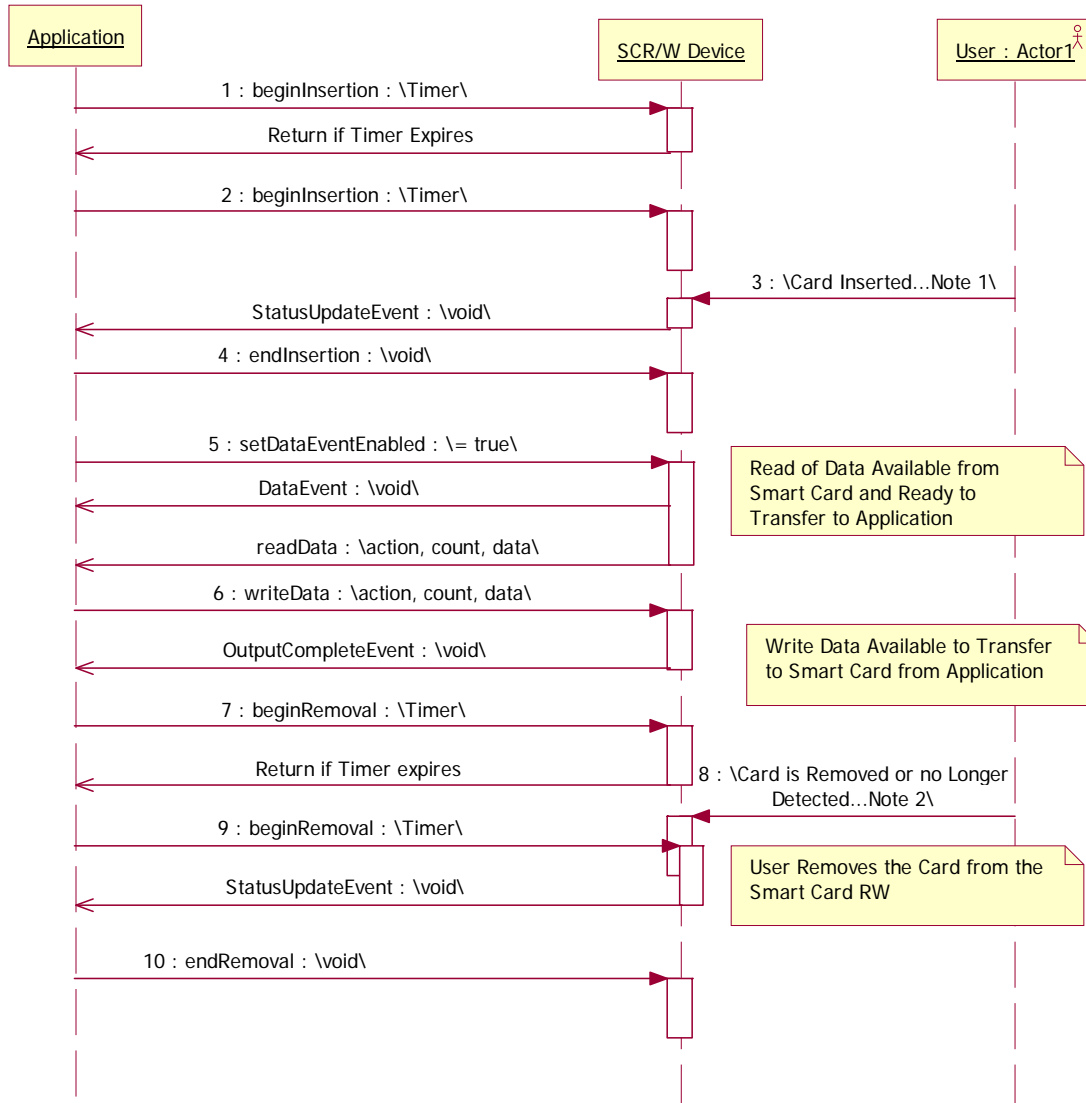 Application
SCR/W Device
User : Actor1
1 : beginInsertion : \Timer\
Return if Timer Expires
2 : beginInsertion : \Timer\
3 : \Card Inserted...Note 1\
StatusUpdateEvent : \void\
4 : endInsertion : \void\
5 : setDataEventEnabled : \= true\
Read of Data Available from
Smart Card and Ready to
Transfer to Application
DataEvent : \void\
readData : \action, count, data\
6 : writeData : \action, count, data\
Write Data Available to Transfer
to Smart Card from Application
OutputCompleteEvent : \void\
7 : beginRemoval : \Timer\
Return if Timer expires
8 : \Card is Removed or no Longer
Detected...Note 2\
9 : beginRemoval : \Timer\
User Removes the Card from the
Smart Card RW
StatusUpdateEvent : \void\
10 : endRemoval : \void\